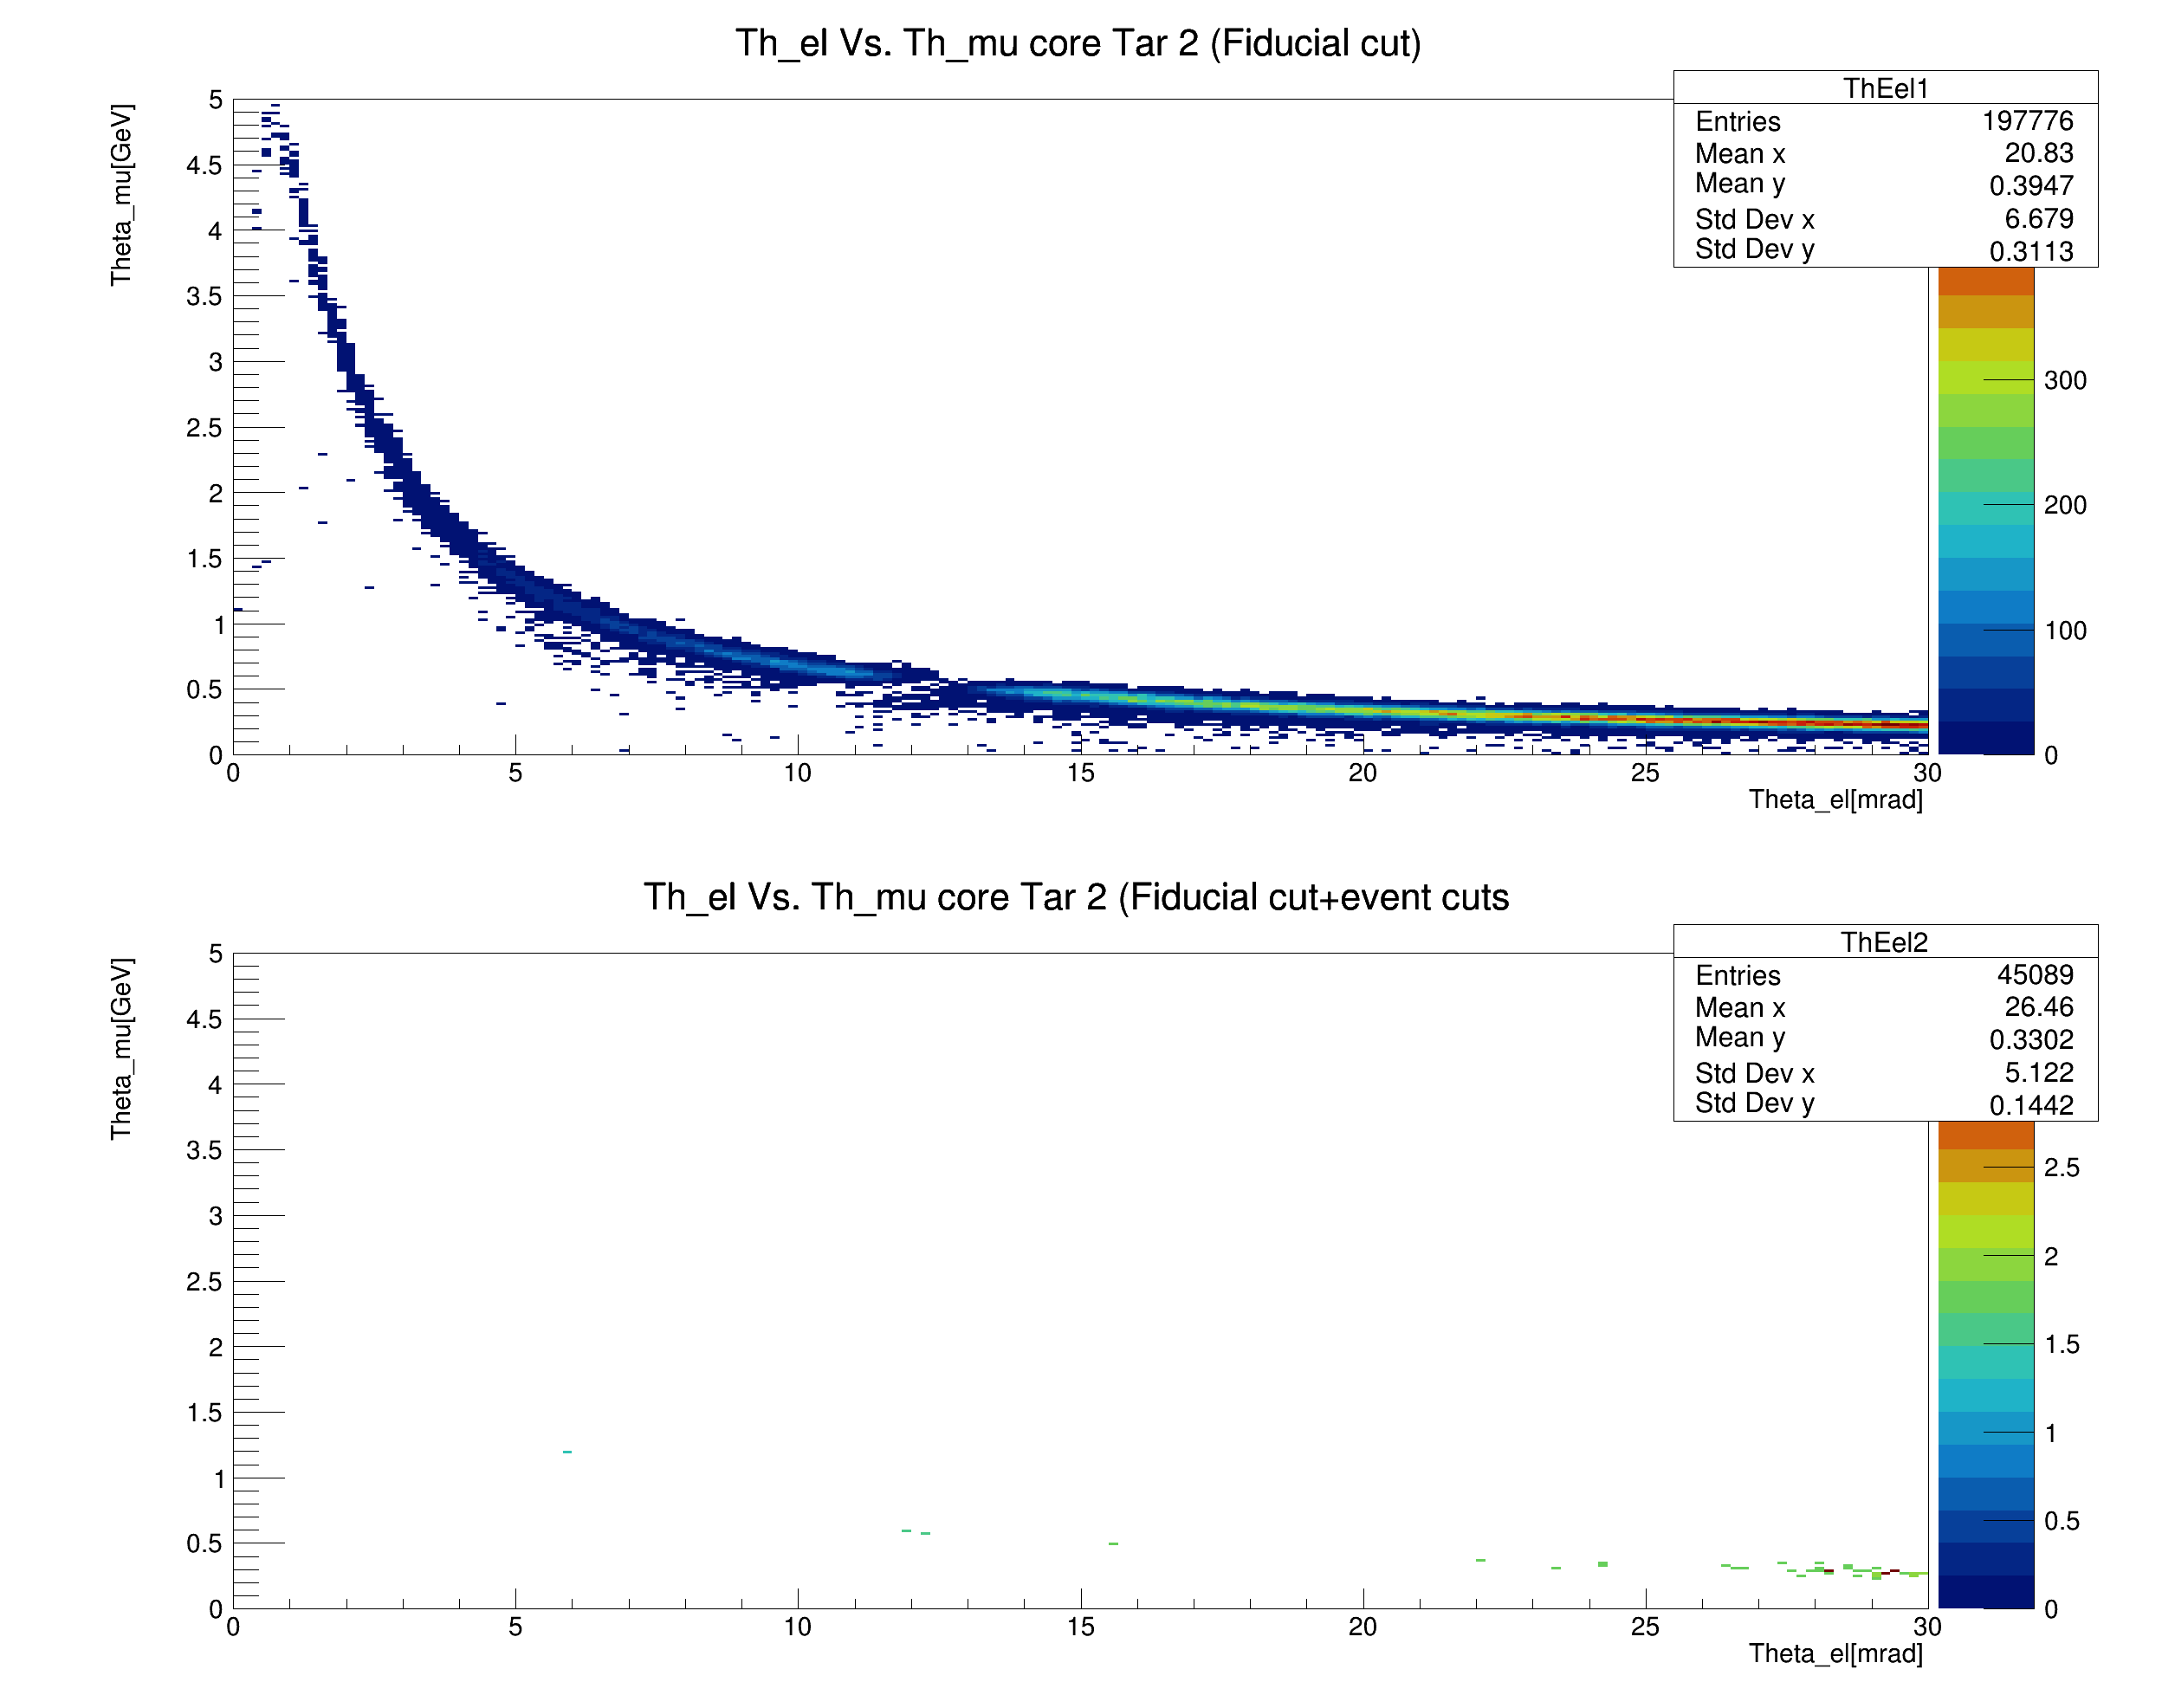 Th_el Vs. Th_mu core Tar 2 (Fiducial cut)
ThEel1
Entries 197776
Mean x 20.83
Mean y 0.3947
Std Dev x 6.679
Std Dev y 0.3113
Theta_mu[GeV]
5
4.5
4
3.5
3
2.5
2
1.5
1
0.5
0
0 5 10 15 20 25 30
Theta_el[mrad]
300
200
100
0
Th_el Vs. Th_mu core Tar 2 (Fiducial cut+event cuts
ThEel2
Entries 45089
Mean x 26.46
Mean y 0.3302
Std Dev x 5.122
Std Dev y 0.1442
Theta_mu[GeV]
5
4.5
4
3.5
3
2.5
2
1.5
1
0.5
0
0 5 10 15 20 25 30
Theta_el[mrad]
2.5
2
1.5
1
0.5
0